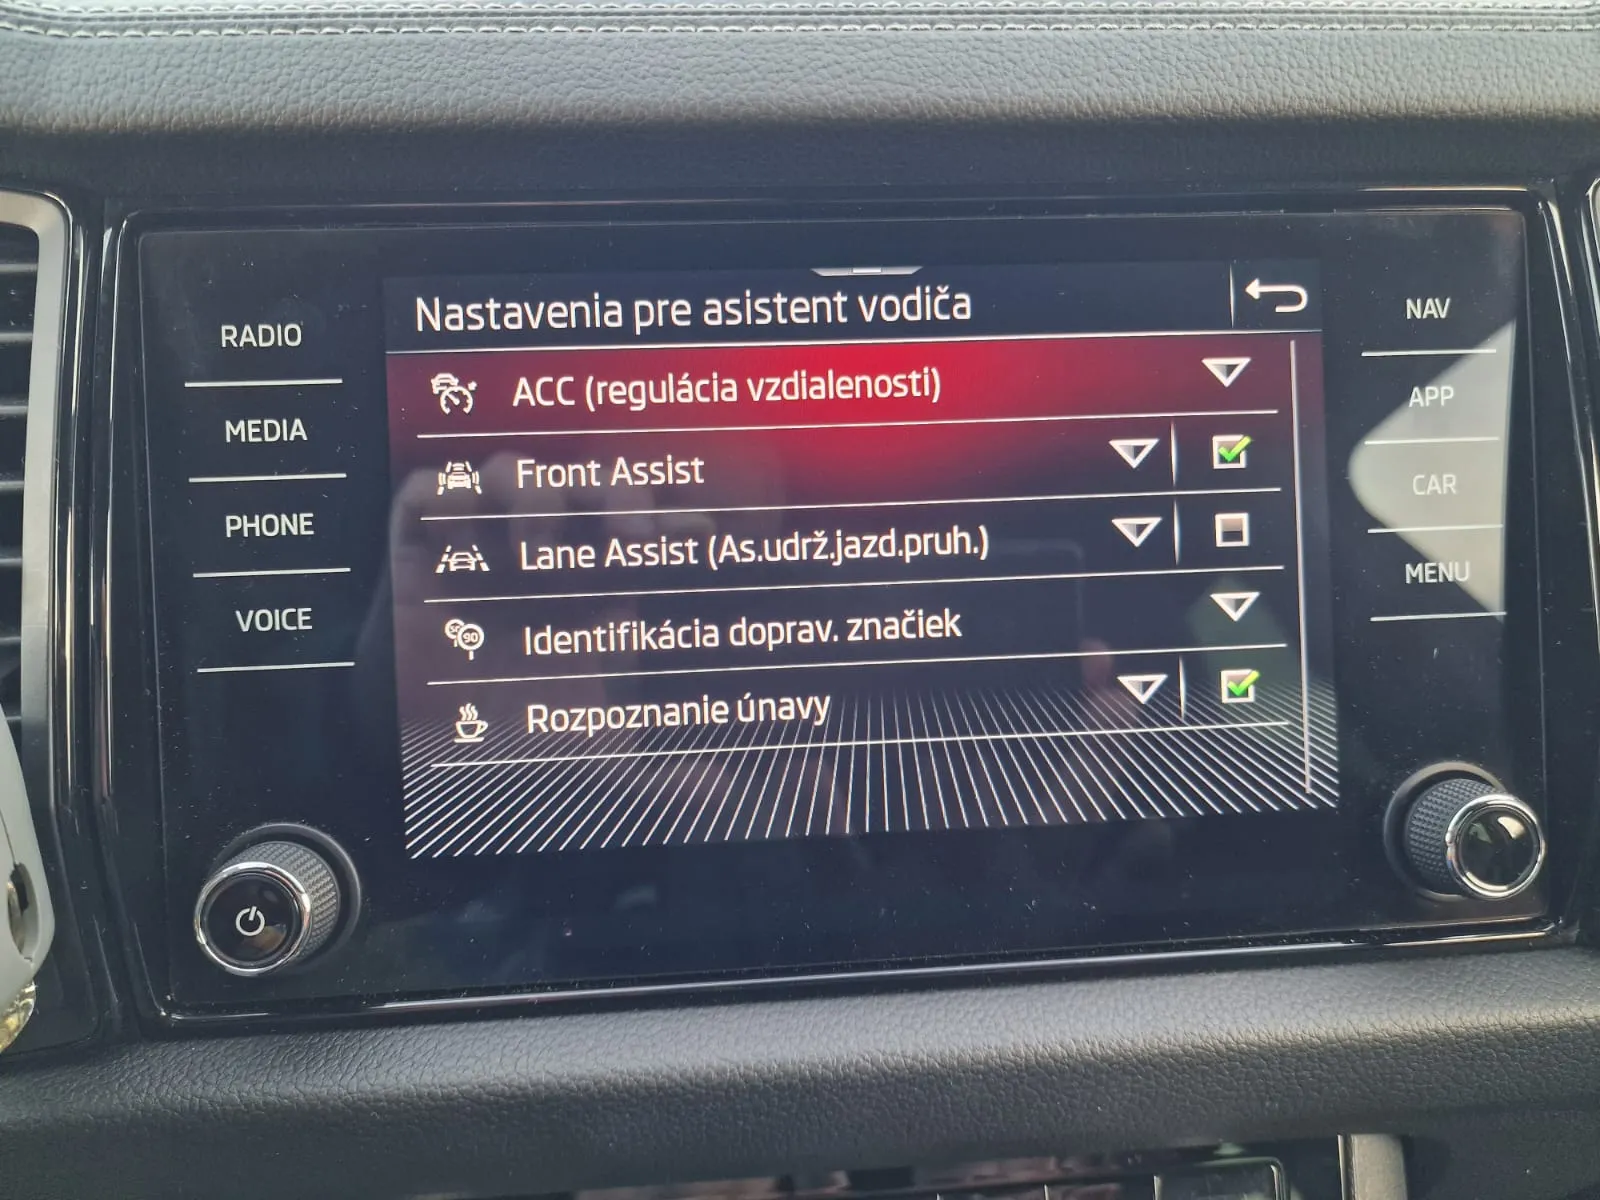 RADIO
MEDIA
PHONE
VOICE
Nastavenia pre asistent vodiča
ACC (regulácia vzdialenosti)
Front Assist
Lane Assist (As.udrž.jazd.pruh.)
Identifikácia doprav. značiek
Rozpoznanie únavy
NAV
APP
CAR
MENU
90